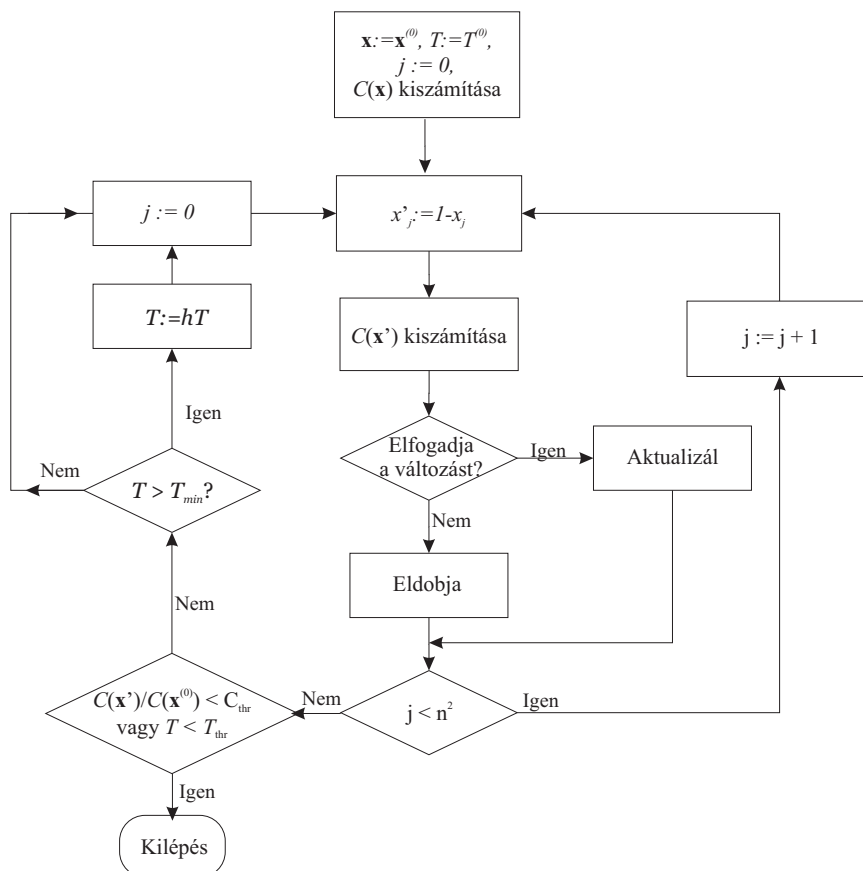 x:=x⁽⁰⁾, T:=T⁽⁰⁾,
j := 0,
C(x) kiszámítása
j := 0
x'ⱼ:=1-xⱼ
T:=hT
C(x') kiszámítása
j := j + 1
Igen
Elfogadja
a változást?
Igen
Aktualizál
Nem
T > Tₘᵢₙ?
Nem
Eldobja
Nem
C(x')/C(x⁽⁰⁾) < Cₜₕᵣ
vagy T < Tₜₕᵣ
Nem
j < n²
Igen
Igen
Kilépés